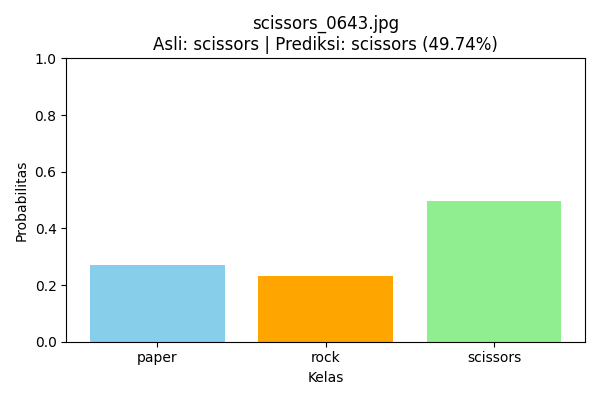 scissors_0643.jpg
Asli: scissors | Prediksi: scissors (49.74%)
1.0
0.8
0.6
0.4
0.2
0.0
Probabilitas
paper
rock
scissors
Kelas